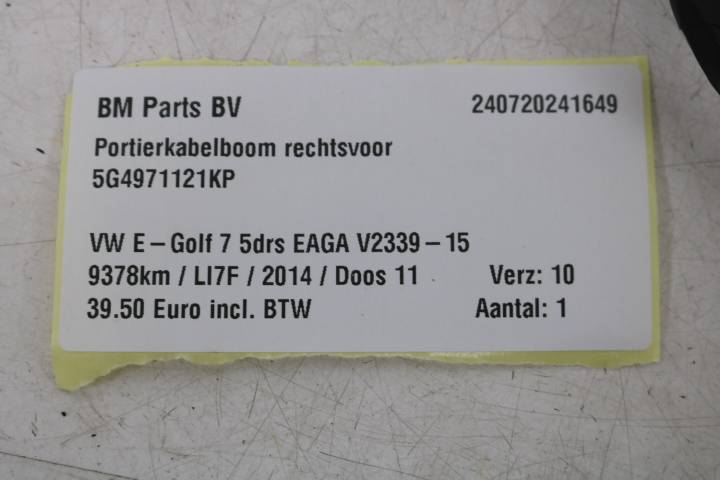 BM Parts BV 240720241649
Portierkabelboom rechtsvoor
5G4971121KP
VW E-Golf 7 5drs EAGA V2339-15
9378km / LI7F / 2014 / Doos 11 Verz: 10
39.50 Euro incl. BTW Aantal: 1